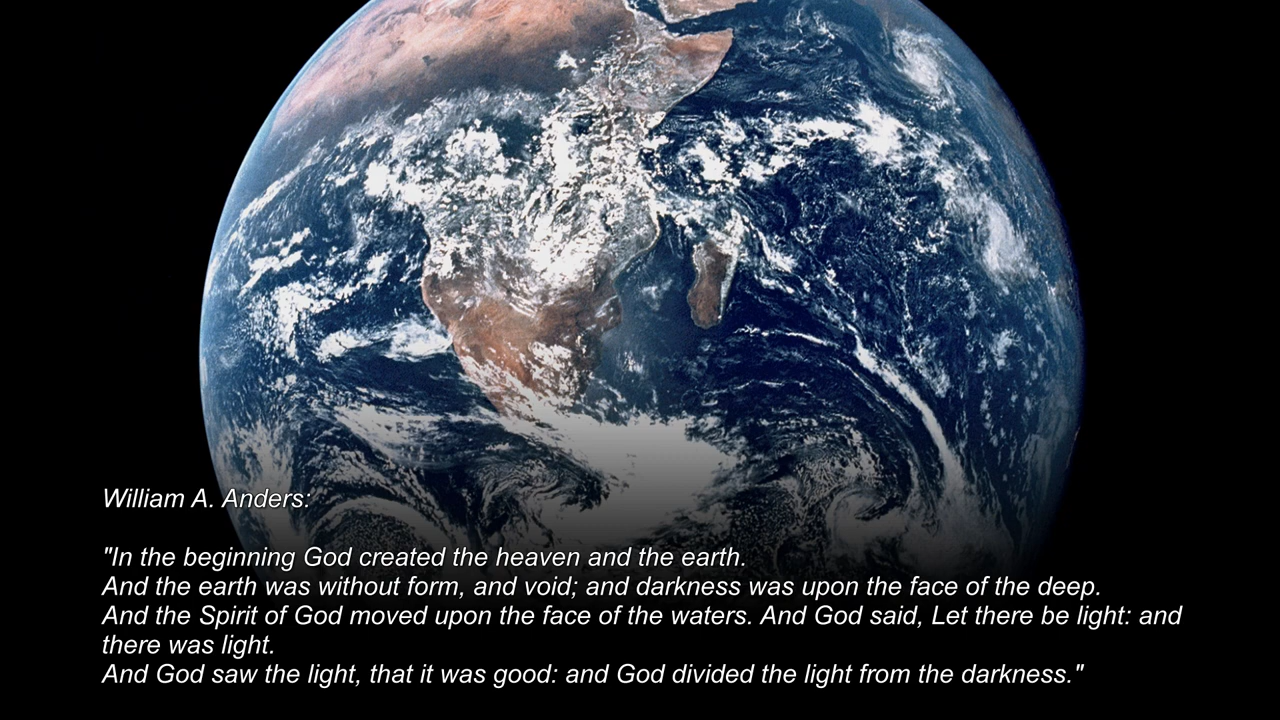 William A. Anders:
"In the beginning God created the heaven and the earth.
And the earth was without form, and void; and darkness was upon the face of the deep.
And the Spirit of God moved upon the face of the waters. And God said, Let there be light: and
there was light.
And God saw the light, that it was good: and God divided the light from the darkness."